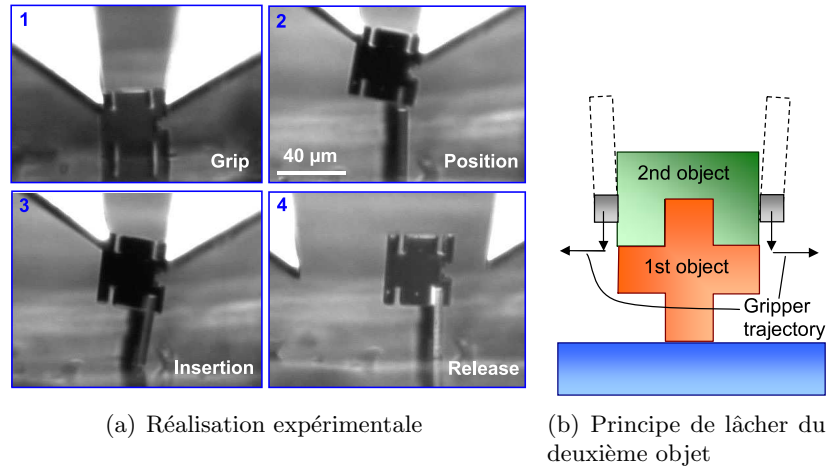 1
Grip
2
40 µm
Position
3
Insertion
4
Release
2nd object
1st object
Gripper
trajectory
(a) Réalisation expérimentale
(b) Principe de lâcher du
deuxième objet